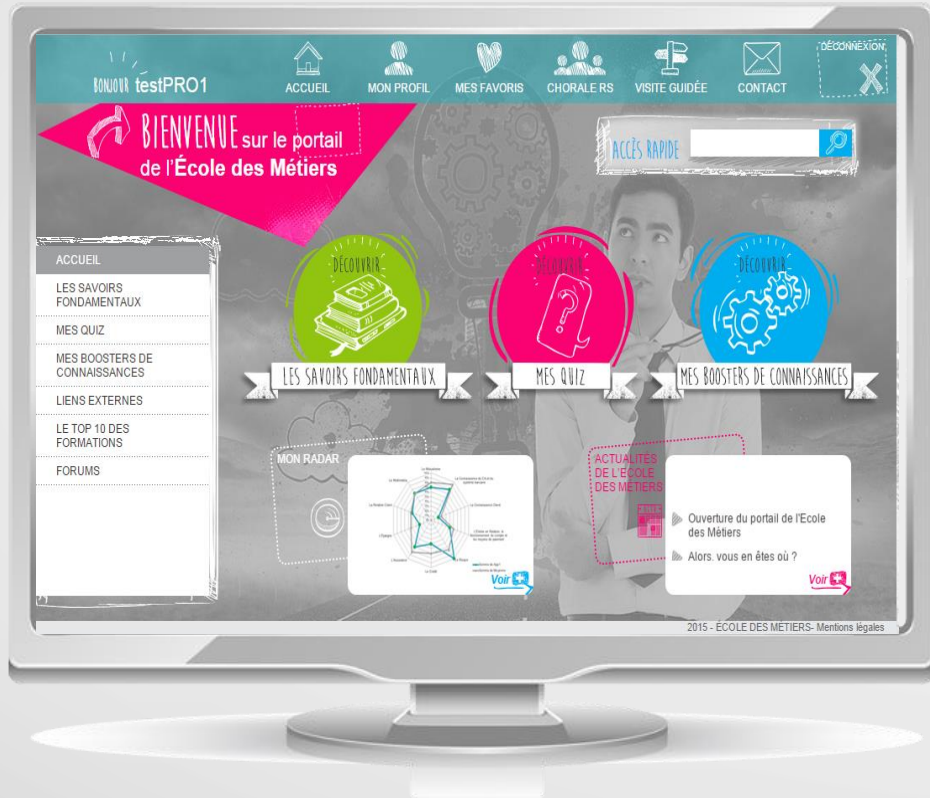 BONJOUR testPRO1
ACCUEIL
MON PROFIL
MES FAVORIS
CHORALE RS
VISITE GUIDÉE
CONTACT
DÉCONNEXION
BIENVENUE sur le portail
de l'École des Métiers
ACCÈS RAPIDE
ACCUEIL
LES SAVOIRS
FONDAMENTAUX
MES QUIZ
MES BOOSTERS DE
CONNAISSANCES
LIENS EXTERNES
LE TOP 10 DES
FORMATIONS
FORUMS
DÉCOUVRIR
LES SAVOIRS FONDAMENTAUX
DÉCOUVRIR
MES QUIZ
DÉCOUVRIR
MES BOOSTERS DE CONNAISSANCES
MON RADAR
Voir
ACTUALITÉS
DE L'ECOLE
DES MÉTIERS
Ouverture du portail de l'Ecole
des Métiers
Alors. vous en êtes où ?
Voir
2015 - ÉCOLE DES MÉTIERS- Mentions légales